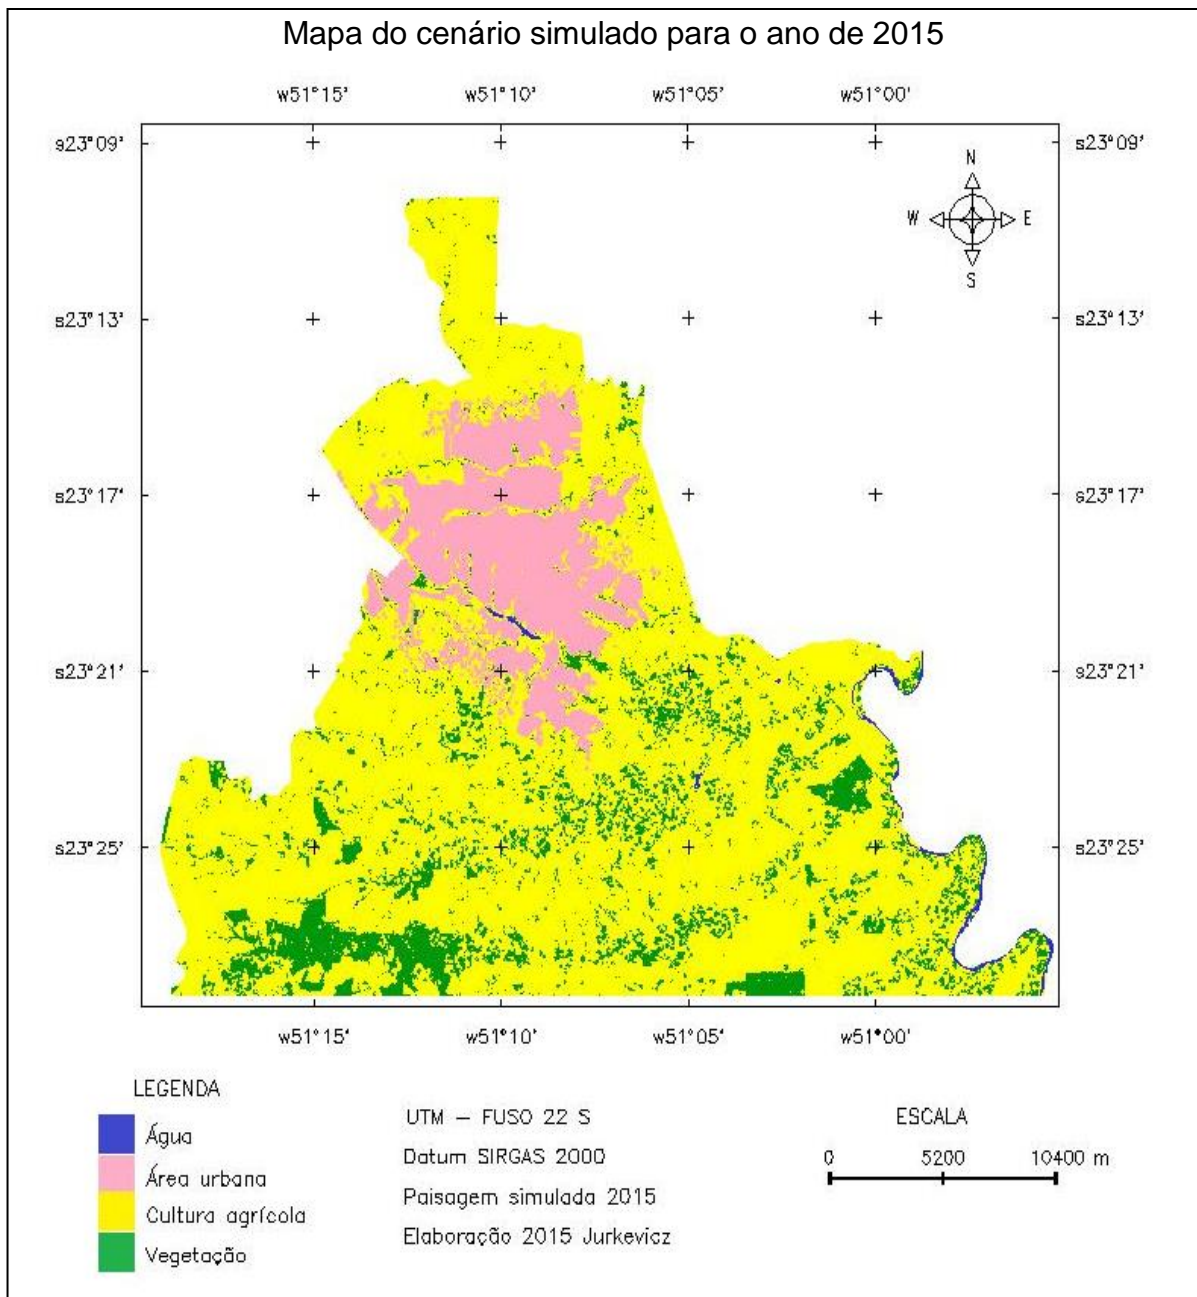 Mapa do cenário simulado para o ano de 2015
w51°15' w51°10' w51°05' w51°00'
s23°09' s23°09'
N
W E
S
s23°13' s23°13'
s23°17' s23°17'
s23°21' s23°21'
s23°25' s23°25'
w51°15' w51°10' w51°05' w51°00'
LEGENDA
Água
Área urbana
Cultura agrícola
Vegetação
UTM – FUSO 22 S
Datum SIRGAS 2000
Paisagem simulada 2015
Elaboração 2015 Jurkevicz
ESCALA
0 5200 10400 m